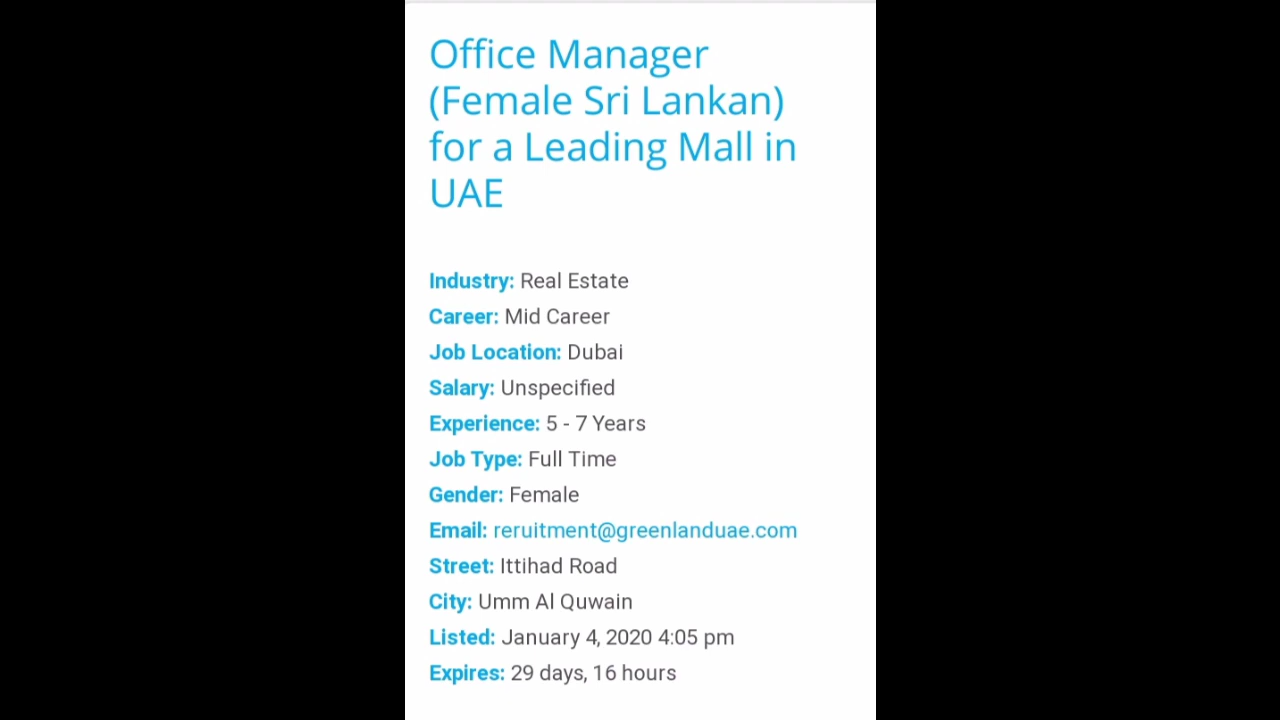 Office Manager
(Female Sri Lankan)
for a Leading Mall in
UAE
Industry: Real Estate
Career: Mid Career
Job Location: Dubai
Salary: Unspecified
Experience: 5 - 7 Years
Job Type: Full Time
Gender: Female
Email: reruitment@greenlanduae.com
Street: Ittihad Road
City: Umm Al Quwain
Listed: January 4, 2020 4:05 pm
Expires: 29 days, 16 hours